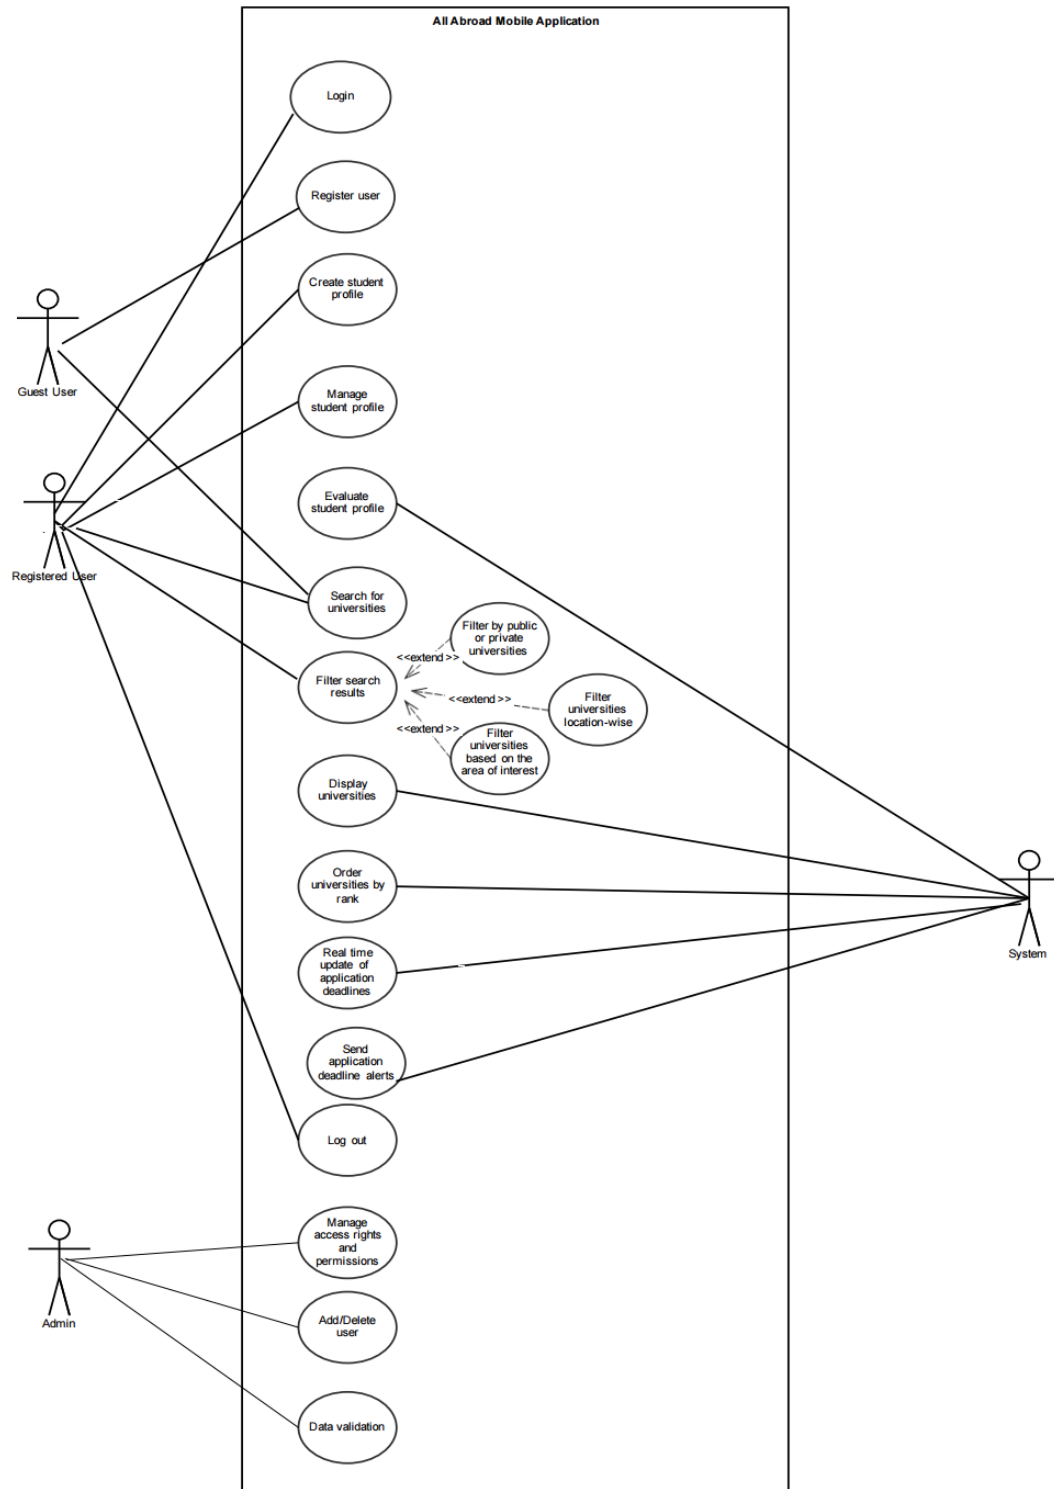 All Abroad Mobile Application
Login
Register user
Create student
profile
Guest User
Manage
student profile
Evaluate
student profile
Registered User
Search for
universities
Filter by public
or private
universities
<<extend>>
Filter search
results
<<extend>>
Filter
universities
location-wise
<<extend>>
Filter
universities
based on the
area of interest
Display
universities
Order
universities by
rank
System
Real time
update of
application
deadlines
Send
application
deadline alerts
Log out
Manage
access rights
and
permissions
Admin
Add/Delete
user
Data validation